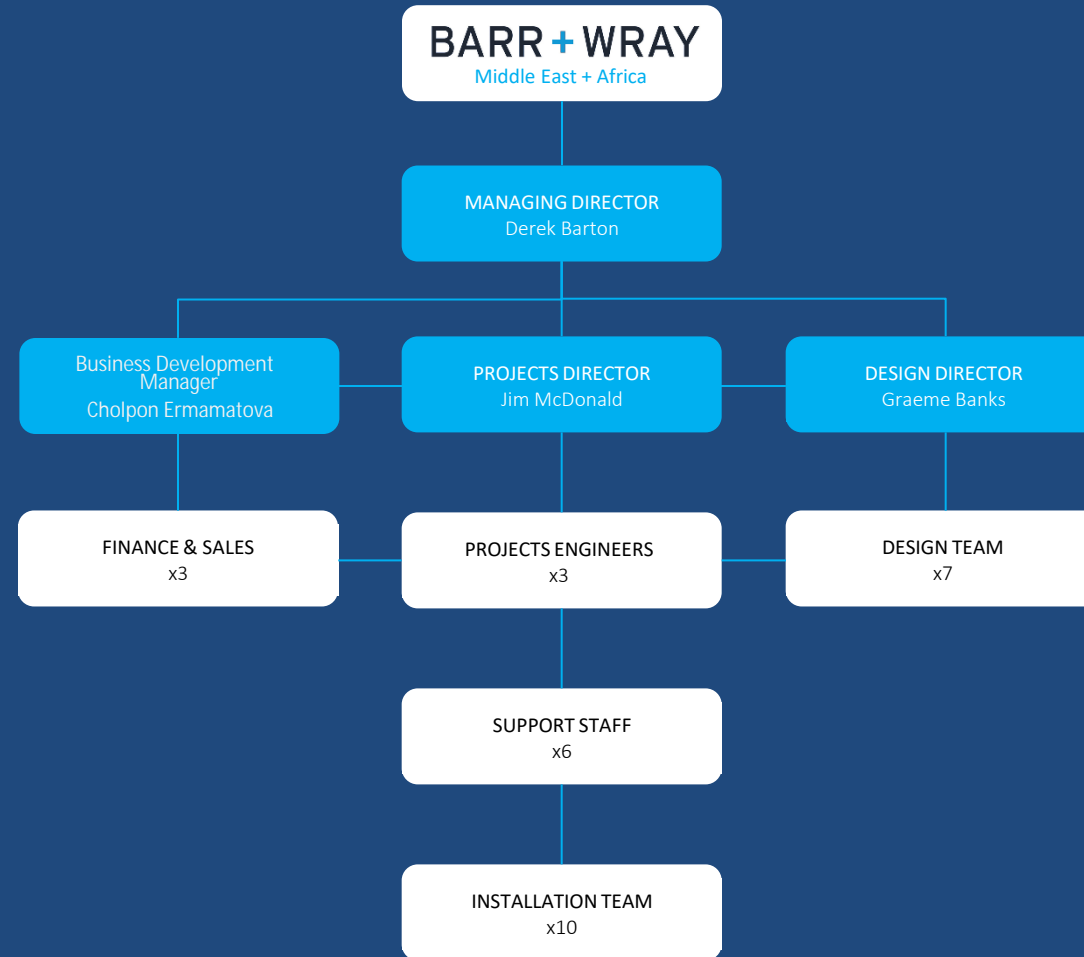 BARR+WRAY
Middle East + Africa
MANAGING DIRECTOR
Derek Barton
Business Development
Manager
Cholpon Ermamatova
PROJECTS DIRECTOR
Jim McDonald
DESIGN DIRECTOR
Graeme Banks
FINANCE & SALES
x3
PROJECTS ENGINEERS
x3
DESIGN TEAM
x7
SUPPORT STAFF
x6
INSTALLATION TEAM
x10